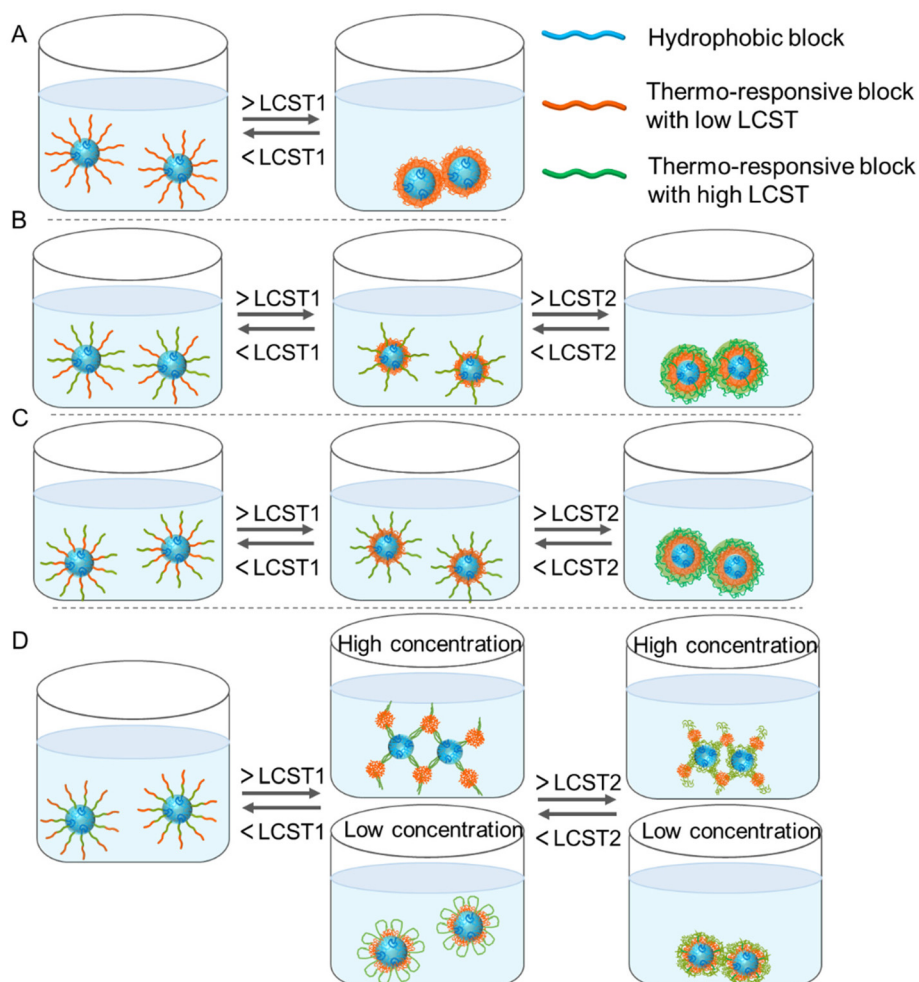 A
> LCST1
< LCST1
Hydrophobic block
Thermo-responsive block
with low LCST
Thermo-responsive block
with high LCST
B
> LCST1
< LCST1
> LCST2
< LCST2
C
> LCST1
< LCST1
> LCST2
< LCST2
D
High concentration
High concentration
> LCST1
< LCST1
> LCST2
< LCST2
Low concentration
Low concentration